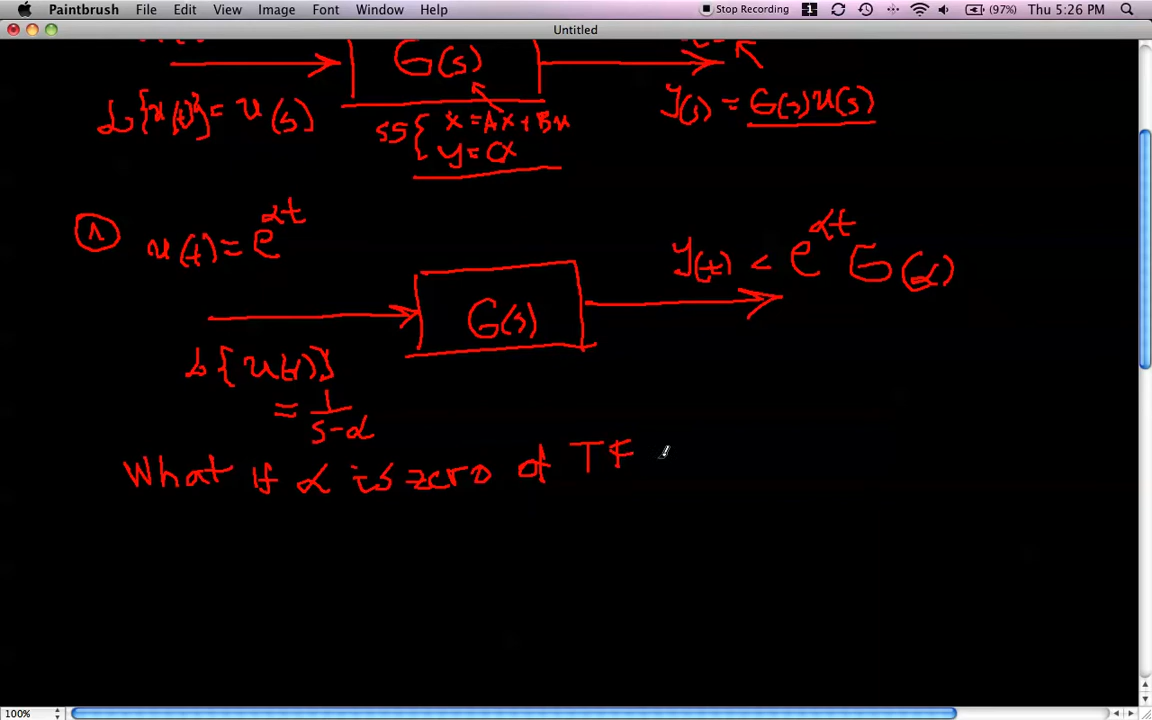 Paintbrush File Edit View Image Font Window Help Stop Recording 1 (97%) Thu 5:26 PM
Untitled
G(s)
L{u(t)} = u(s)
y(s) = G(s)u(s)
SS { x = Ax + Bu
y = Cx
1 u(t) = e^αt
y(t) < e^αt G(α)
G(s)
L{u(t)}
= 1/(s-α)
What if α is zero of TF
100%